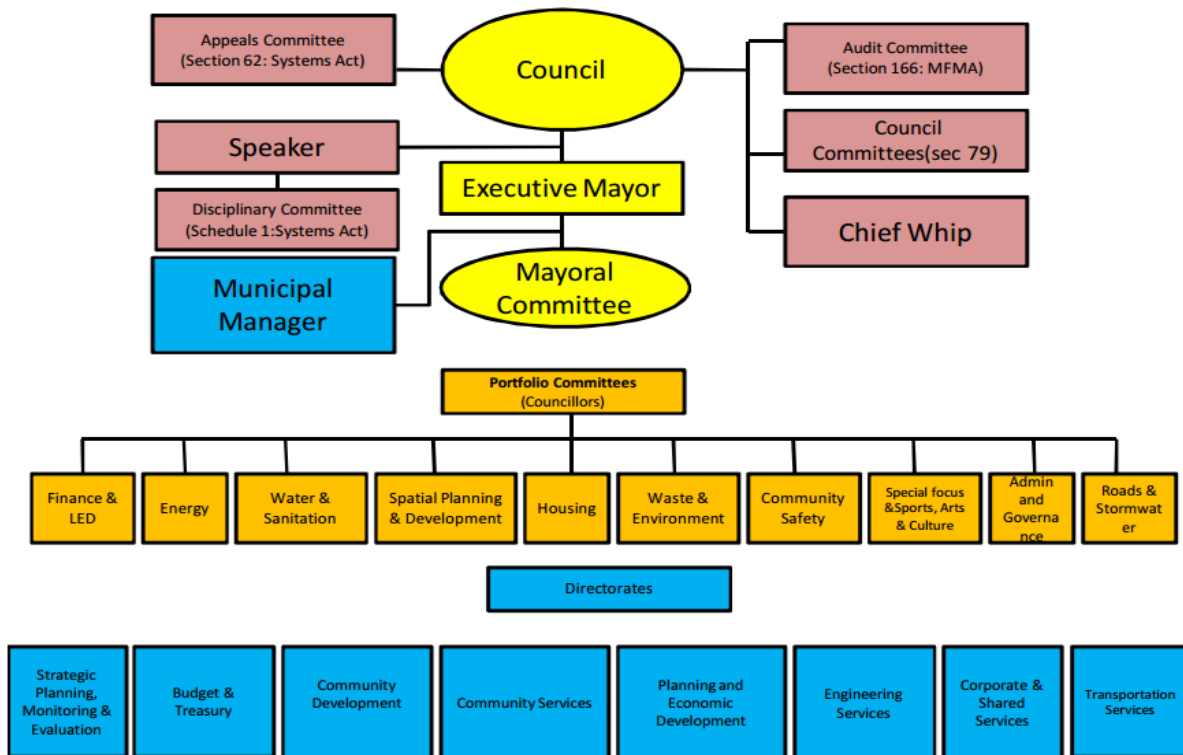 Appeals Committee
(Section 62: Systems Act)
Council
Audit Committee
(Section 166: MFMA)
Speaker
Council
Committees(sec 79)
Executive Mayor
Disciplinary Committee
(Schedule 1:Systems Act)
Chief Whip
Municipal
Manager
Mayoral
Committee
Portfolio Committees
(Councillors)
Finance &
LED
Energy
Water &
Sanitation
Spatial Planning
& Development
Housing
Waste &
Environment
Community
Safety
Special focus
&Sports, Arts
& Culture
Admin
and
Governa
nce
Roads &
Stormwat
er
Directorates
Strategic
Planning,
Monitoring &
Evaluation
Budget &
Treasury
Community
Development
Community Services
Planning and
Economic
Development
Engineering
Services
Corporate &
Shared
Services
Transportation
Services